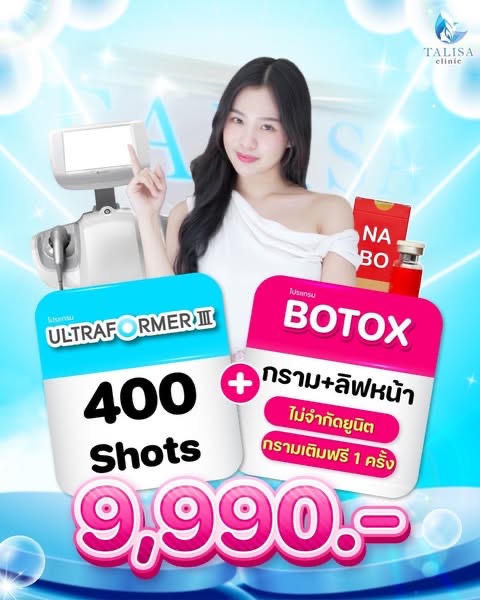 TALISA
clinic
NA
BO
โปรแกรม
ULTRAFORMER III
400
Shots
+
โปรแกรม
BOTOX
กราม+ลิฟหน้า
ไม่จำกัดยูนิต
กรามเติมฟรี 1 ครั้ง
9,990.-